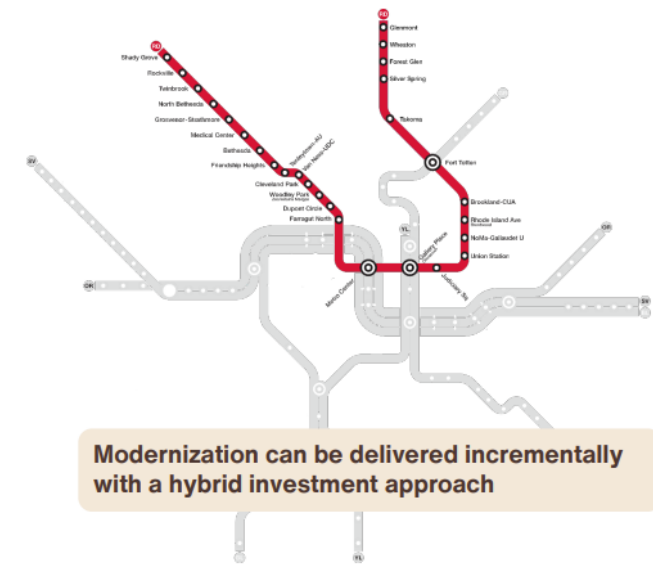 RD
Glenmont
Wheaton
Forest Glen
Silver Spring
Takoma
Fort Totten
Brookland-CUA
Rhode Island Ave
NoMa-Gallaudet U
Union Station
Judiciary Sq
Gallery Place
Metro Center
RD
Shady Grove
Rockville
Twinbrook
North Bethesda
Grosvenor-Strathmore
Medical Center
Bethesda
Friendship Heights
Tenleytown-AU
Van Ness-UDC
Cleveland Park
Woodley Park
Dupont Circle
Farragut North
SV
OR
YL
OR
SV
YL
Modernization can be delivered incrementally
with a hybrid investment approach